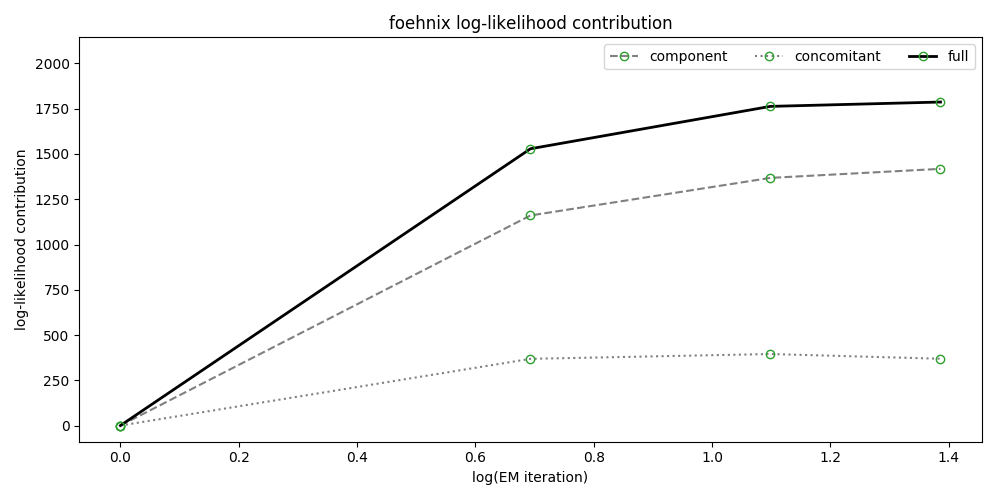 foehnix log-likelihood contribution
component concomitant full
log-likelihood contribution
2000
1750
1500
1250
1000
750
500
250
0
0.0 0.2 0.4 0.6 0.8 1.0 1.2 1.4
log(EM iteration)